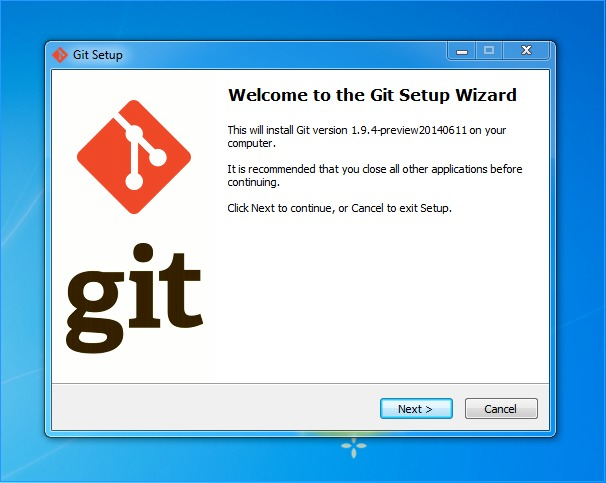 Git Setup
Welcome to the Git Setup Wizard
This will install Git version 1.9.4-preview20140611 on your
computer.
It is recommended that you close all other applications before
continuing.
Click Next to continue, or Cancel to exit Setup.
git
Next >
Cancel